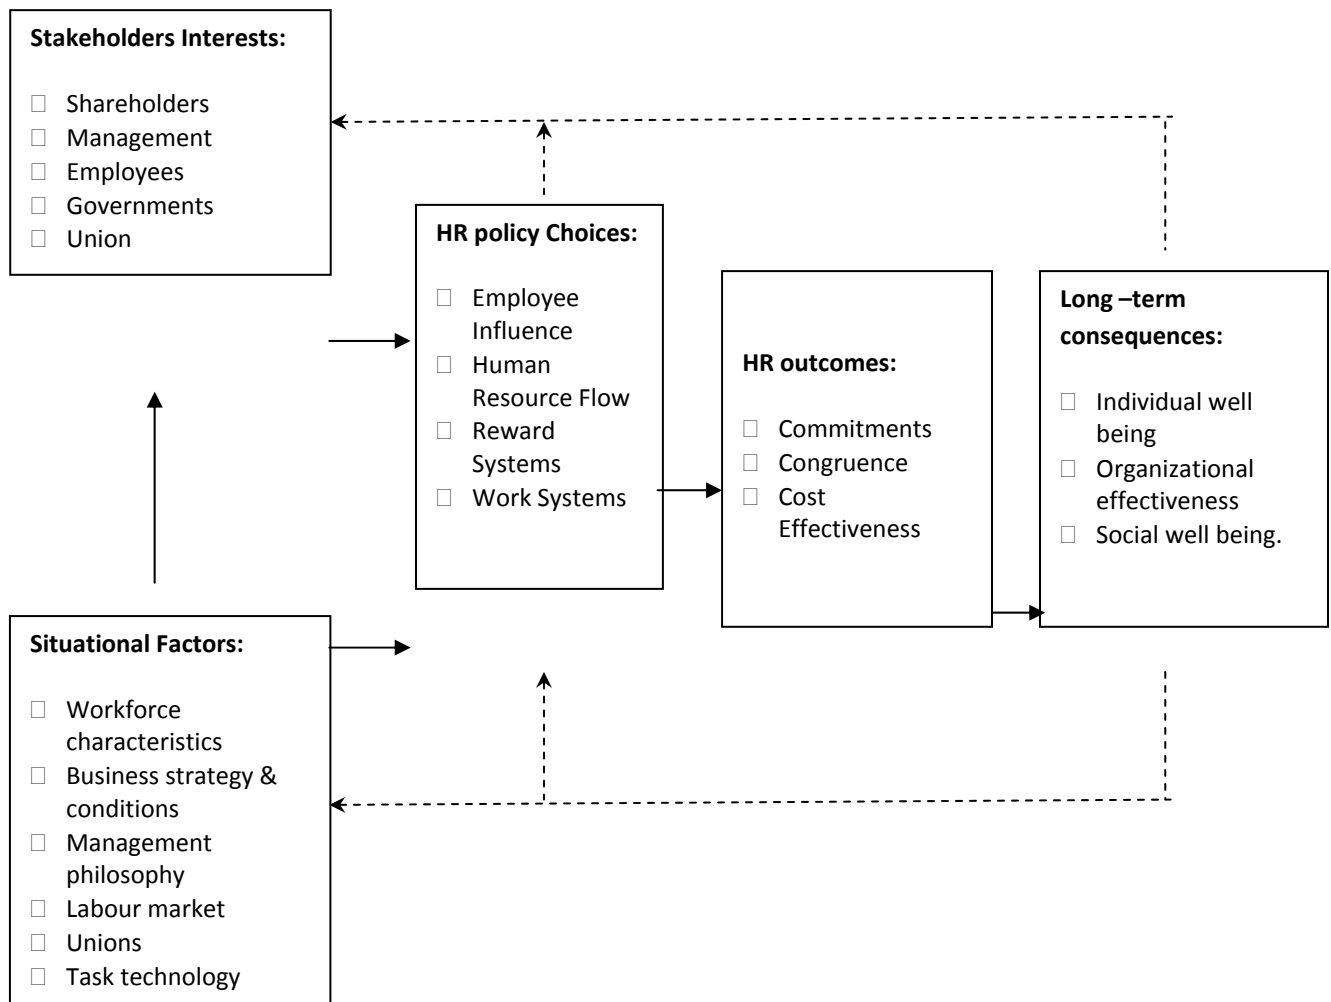 Stakeholders Interests:
Shareholders
Management
Employees
Governments
Union
HR policy Choices:
Employee
Influence
Human
Resource Flow
Reward
Systems
Work Systems
HR outcomes:
Commitments
Congruence
Cost
Effectiveness
Long –term
consequences:
Individual well
being
Organizational
effectiveness
Social well being.
Situational Factors:
Workforce
characteristics
Business strategy &
conditions
Management
philosophy
Labour market
Unions
Task technology